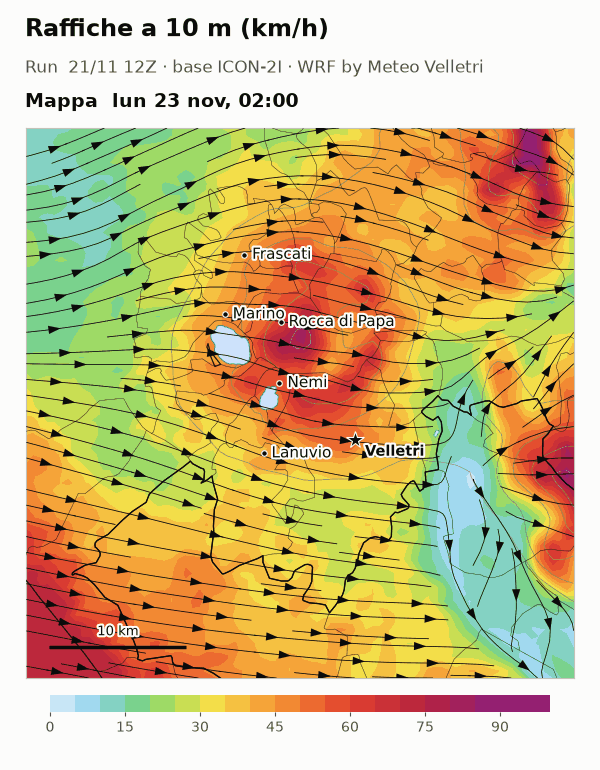 Raffiche a 10 m (km/h)
Run  21/11 12Z · base ICON-2I · WRF by Meteo Velletri
Mappa  lun 23 nov, 02:00
Frascati
Marino
Rocca di Papa
Nemi
Velletri
Lanuvio
10 km
0 15 30 45 60 75 90